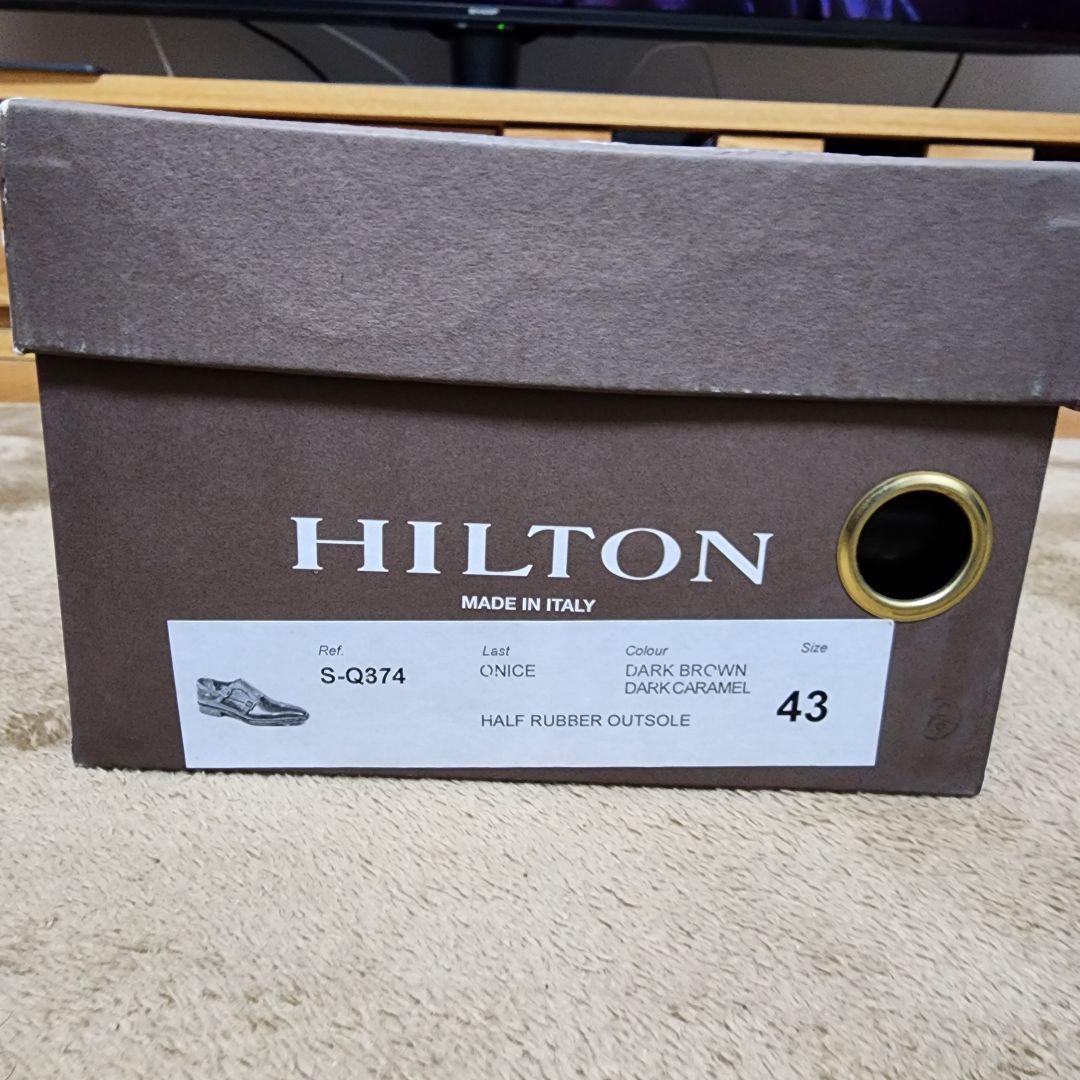 HILTON
MADE IN ITALY
Ref. Last Colour Size
S-Q374 ONICE DARK BROWN
DARK CARAMEL
43
HALF RUBBER OUTSOLE